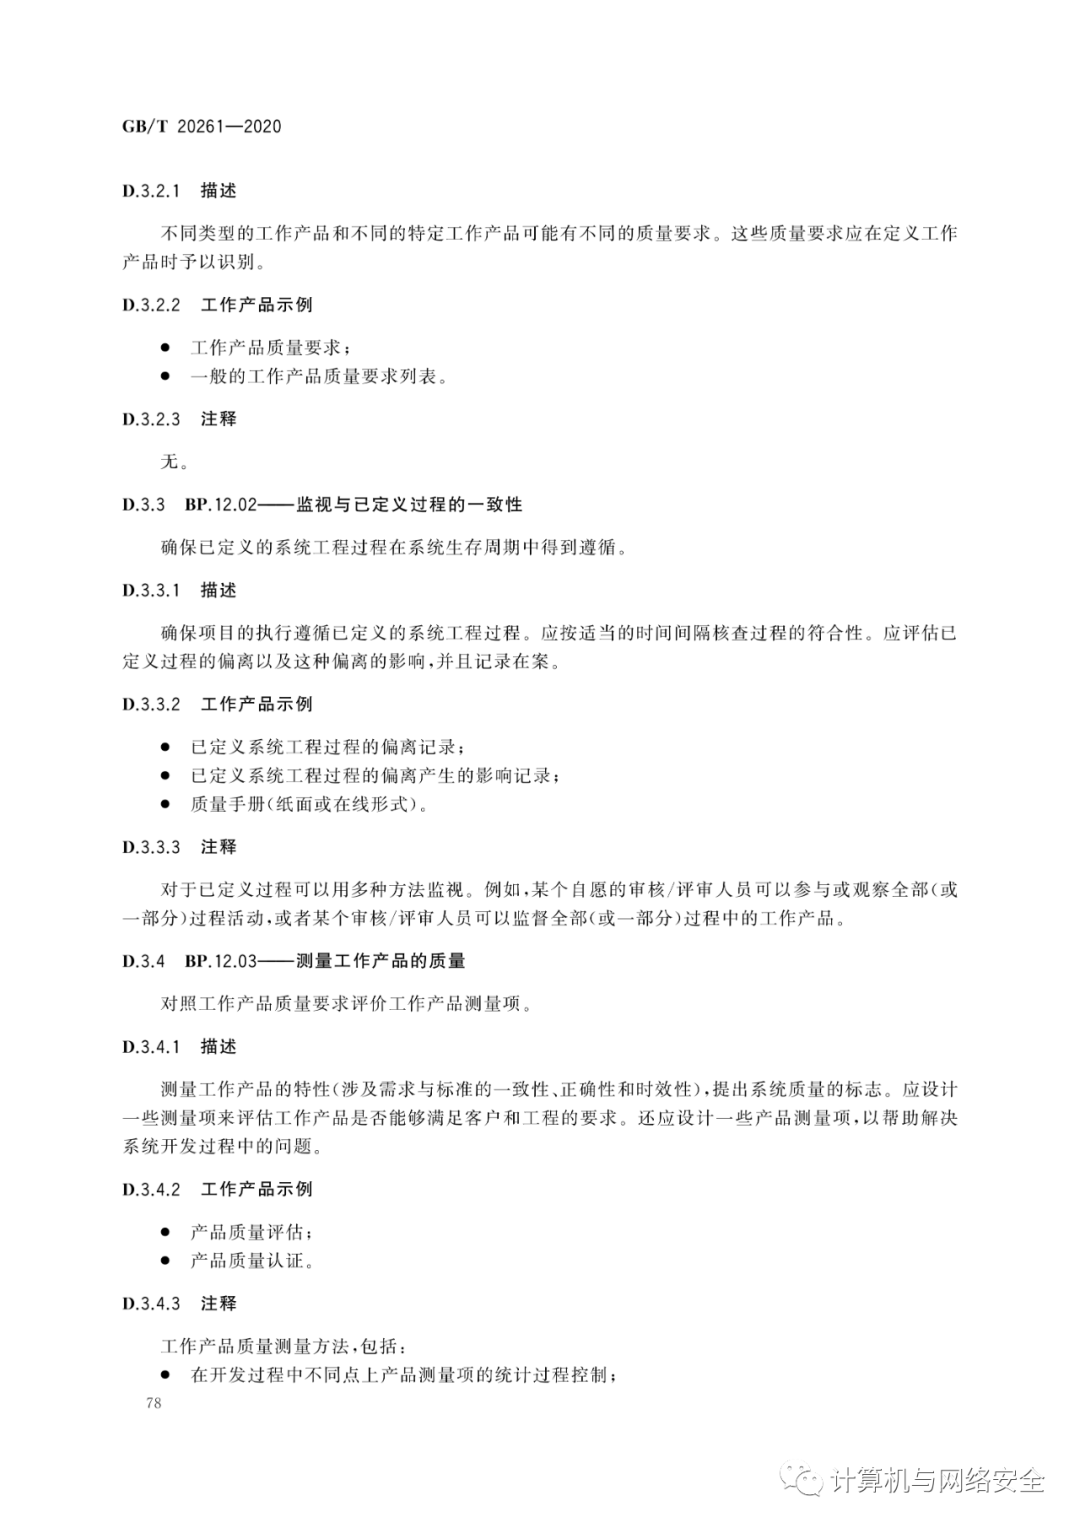 GB/T 20261—2020
D.3.2.1 描述
不同类型的工作产品和不同的特定工作产品可能有不同的质量要求。这些质量要求应在定义工作
产品时予以识别。
D.3.2.2 工作产品示例
● 工作产品质量要求；
● 一般的工作产品质量要求列表。
D.3.2.3 注释
无。
D.3.3 BP.12.02——监视与已定义过程的一致性
确保已定义的系统工程过程在系统生存周期中得到遵循。
D.3.3.1 描述
确保项目的执行遵循已定义的系统工程过程。应按适当的时间间隔核查过程的符合性。应评估已
定义过程的偏离以及这种偏离的影响,并且记录在案。
D.3.3.2 工作产品示例
● 已定义系统工程过程的偏离记录；
● 已定义系统工程过程的偏离产生的影响记录；
● 质量手册(纸面或在线形式)。
D.3.3.3 注释
对于已定义过程可以用多种方法监视。例如,某个自愿的审核/评审人员可以参与或观察全部(或
一部分)过程活动,或者某个审核/评审人员可以监督全部(或一部分)过程中的工作产品。
D.3.4 BP.12.03——测量工作产品的质量
对照工作产品质量要求评价工作产品测量项。
D.3.4.1 描述
测量工作产品的特性(涉及需求与标准的一致性、正确性和时效性),提出系统质量的标志。应设计
一些测量项来评估工作产品是否能够满足客户和工程的要求。还应设计一些产品测量项,以帮助解决
系统开发过程中的问题。
D.3.4.2 工作产品示例
● 产品质量评估；
● 产品质量认证。
D.3.4.3 注释
工作产品质量测量方法,包括：
● 在开发过程中不同点上产品测量项的统计过程控制；
78
计算机与网络安全